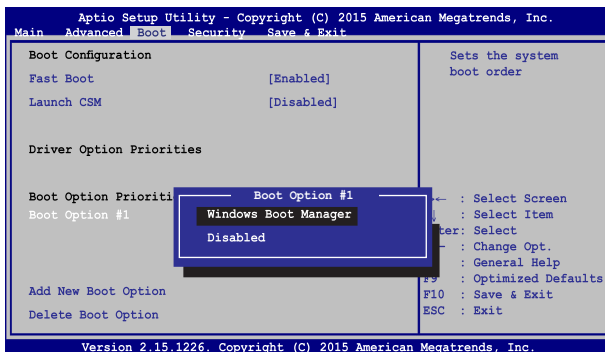 Aptio Setup Utility - Copyright (C) 2015 American Megatrends, Inc.
Main Advanced Boot Security Save & Exit
Boot Configuration
Fast Boot [Enabled]
Launch CSM [Disabled]
Driver Option Priorities
Boot Option Prioriti
Boot Option #1
Add New Boot Option
Delete Boot Option
Boot Option #1
Windows Boot Manager
Disabled
Sets the system
boot order
← : Select Screen
: Select Item
ter: Select
: Change Opt.
: General Help
F9 : Optimized Defaults
F10 : Save & Exit
ESC : Exit
Version 2.15.1226. Copyright (C) 2015 American Megatrends, Inc.